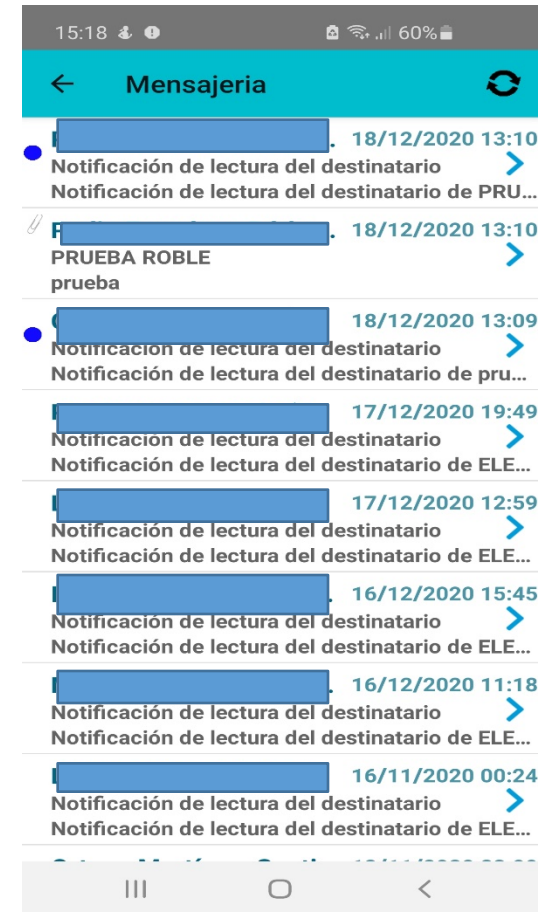 15:18 60%
Mensajeria
18/12/2020 13:10
Notificación de lectura del destinatario
Notificación de lectura del destinatario de PRU...
18/12/2020 13:10
PRUEBA ROBLE
prueba
18/12/2020 13:09
Notificación de lectura del destinatario
Notificación de lectura del destinatario de pru...
17/12/2020 19:49
Notificación de lectura del destinatario
Notificación de lectura del destinatario de ELE...
17/12/2020 12:59
Notificación de lectura del destinatario
Notificación de lectura del destinatario de ELE...
16/12/2020 15:45
Notificación de lectura del destinatario
Notificación de lectura del destinatario de ELE...
16/12/2020 11:18
Notificación de lectura del destinatario
Notificación de lectura del destinatario de ELE...
16/11/2020 00:24
Notificación de lectura del destinatario
Notificación de lectura del destinatario de ELE...